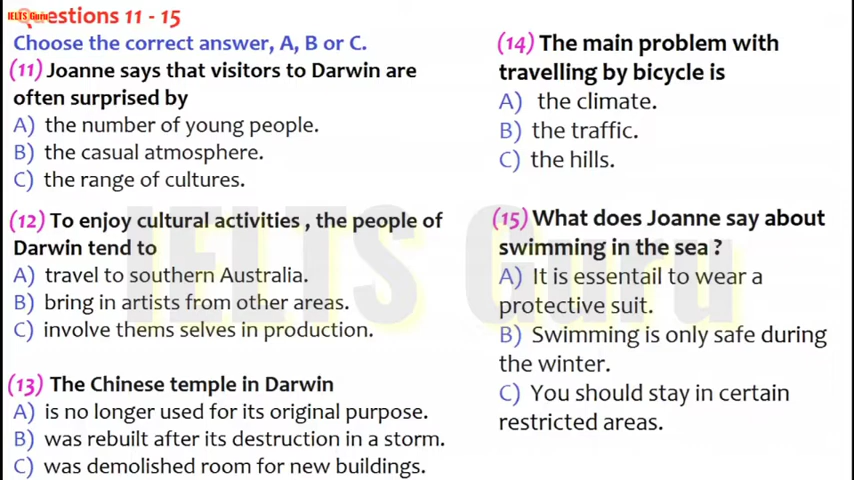 IELTS Guru
Questions 11 - 15
Choose the correct answer, A, B or C.
(11) Joanne says that visitors to Darwin are
often surprised by
A) the number of young people.
B) the casual atmosphere.
C) the range of cultures.
(12) To enjoy cultural activities , the people of
Darwin tend to
A) travel to southern Australia.
B) bring in artists from other areas.
C) involve thems selves in production.
(13) The Chinese temple in Darwin
A) is no longer used for its original purpose.
B) was rebuilt after its destruction in a storm.
C) was demolished room for new buildings.
(14) The main problem with
travelling by bicycle is
A) the climate.
B) the traffic.
C) the hills.
(15) What does Joanne say about
swimming in the sea ?
A) It is essentail to wear a
protective suit.
B) Swimming is only safe during
the winter.
C) You should stay in certain
restricted areas.
IELTS Guru